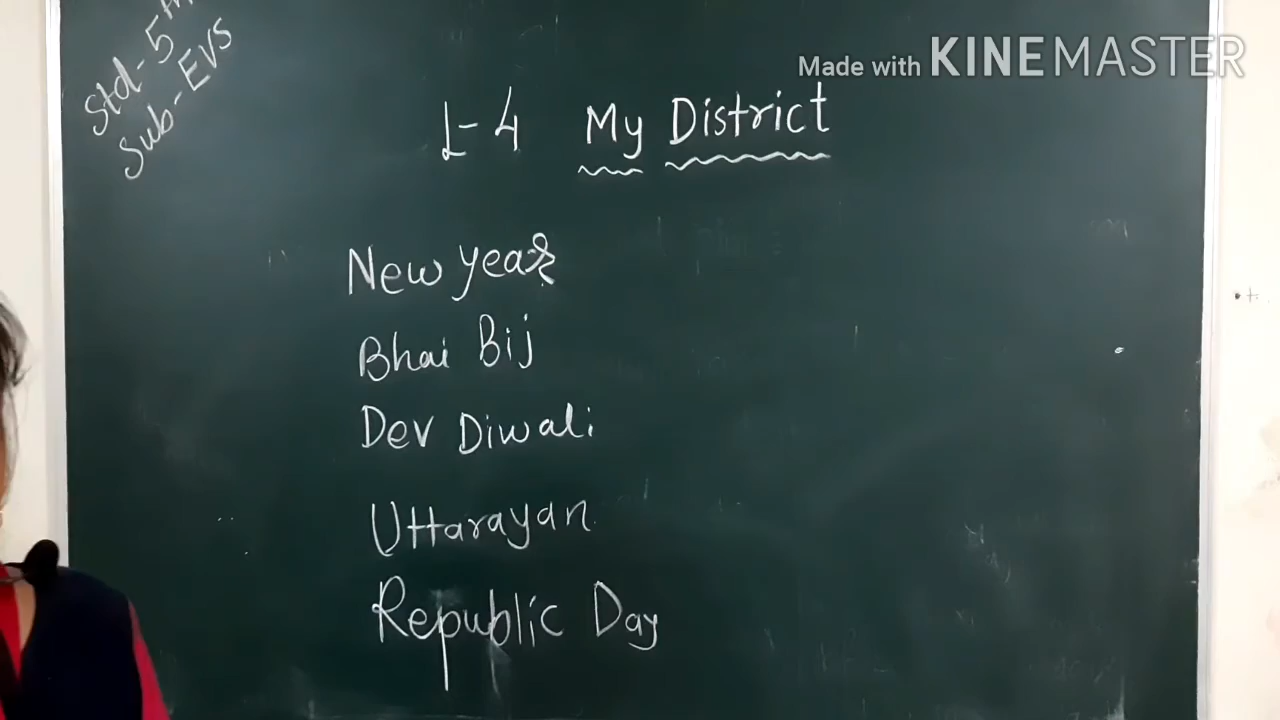 Std-5th
Sub-EVS
Made with KINEMASTER
L-4 My District
New year
Bhai Bij
Dev Diwali
Uttarayan
Republic Day